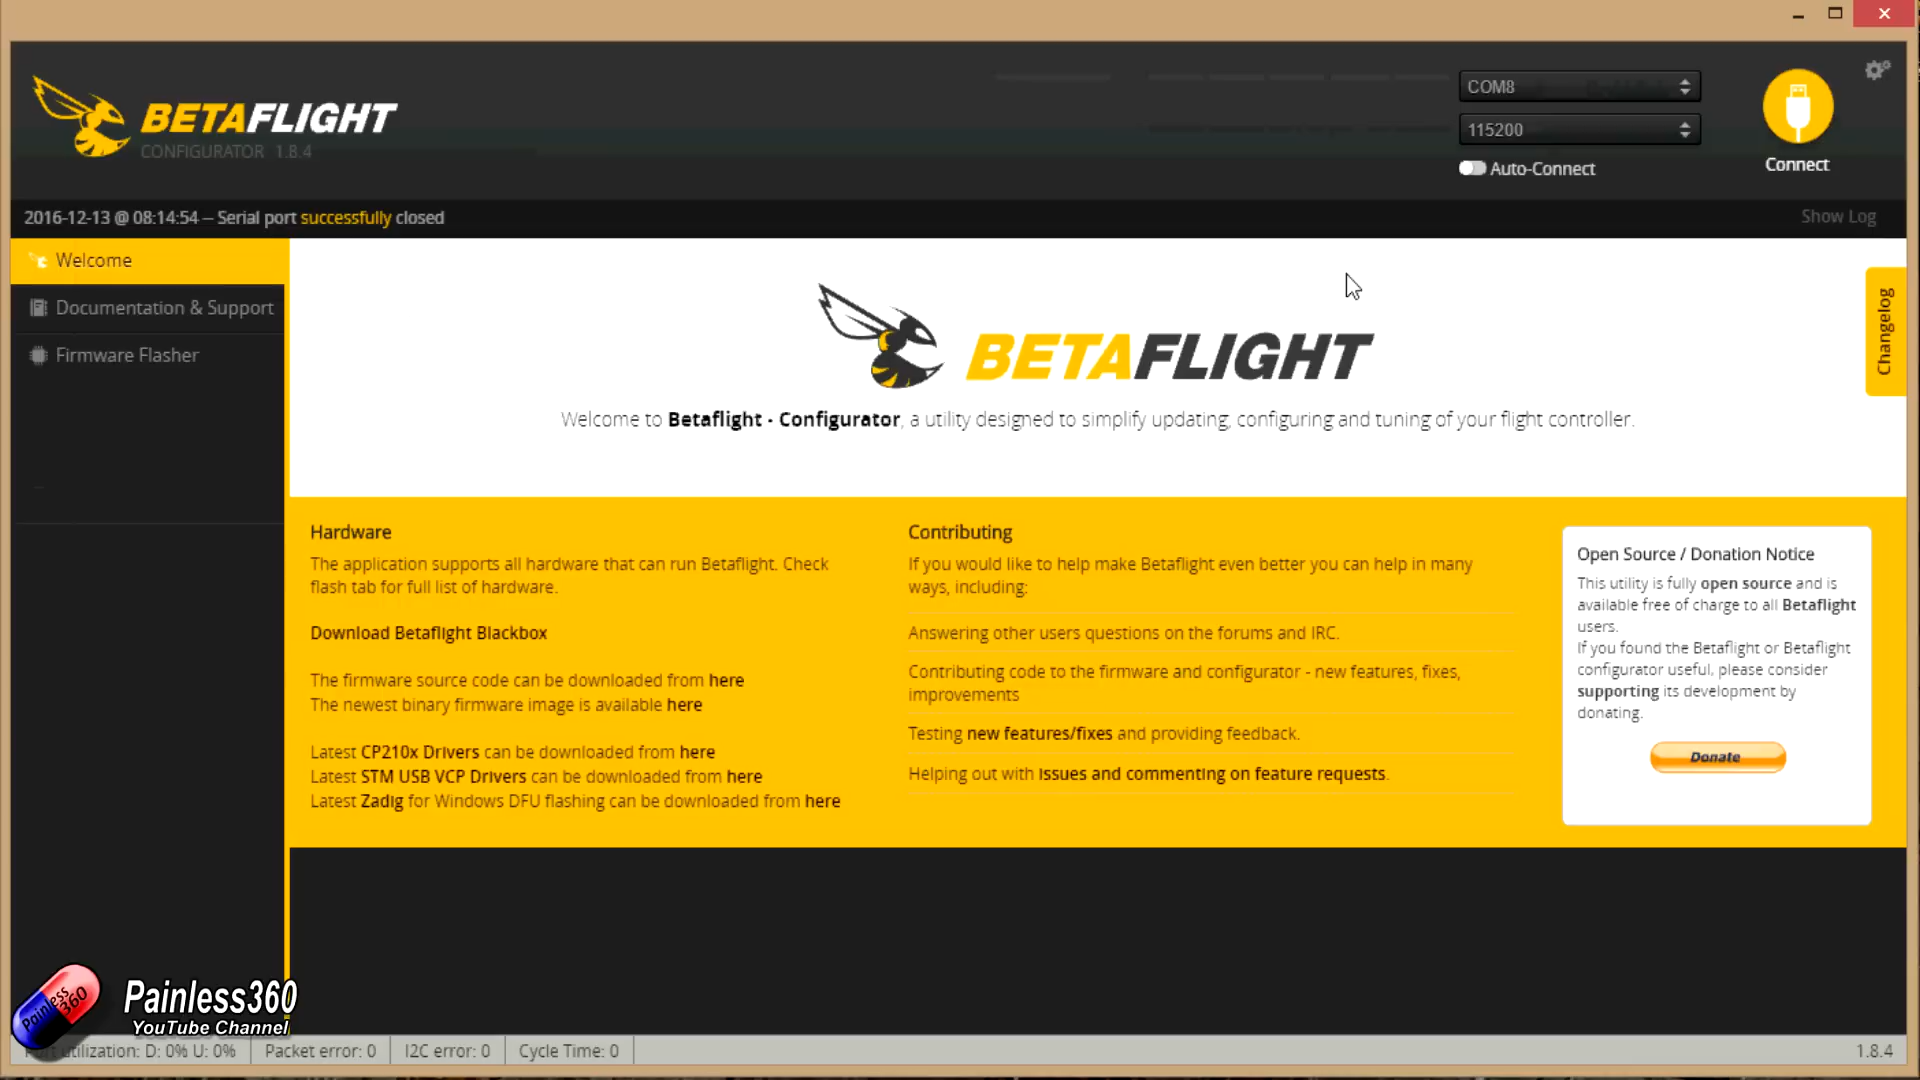 COM8
BETAFLIGHT
115200
CONFIGURATOR 1.8.4
Auto-Connect
Connect
2016-12-13 @ 08:14:54 -- Serial port successfully closed
Show Log
Welcome
Documentation & Support
Firmware Flasher
Changelog
BETAFLIGHT
Welcome to Betaflight - Configurator, a utility designed to simplify updating, configuring and tuning of your flight controller.
Hardware
The application supports all hardware that can run Betaflight. Check
flash tab for full list of hardware.
Download Betaflight Blackbox
The firmware source code can be downloaded from here
The newest binary firmware image is available here
Latest CP210x Drivers can be downloaded from here
Latest STM USB VCP Drivers can be downloaded from here
Latest Zadig for Windows DFU flashing can be downloaded from here
Contributing
If you would like to help make Betaflight even better you can help in many
ways, including:
Answering other users questions on the forums and IRC.
Contributing code to the firmware and configurator - new features, fixes,
improvements
Testing new features/fixes and providing feedback.
Helping out with issues and commenting on feature requests.
Open Source / Donation Notice
This utility is fully open source and is
available free of charge to all Betaflight
users.
If you found the Betaflight or Betaflight
configurator useful, please consider
supporting its development by
donating.
Donate
Painless360
Painless360
YouTube Channel
utilization: D: 0% U: 0%
Packet error: 0
I2C error: 0
Cycle Time: 0
1.8.4